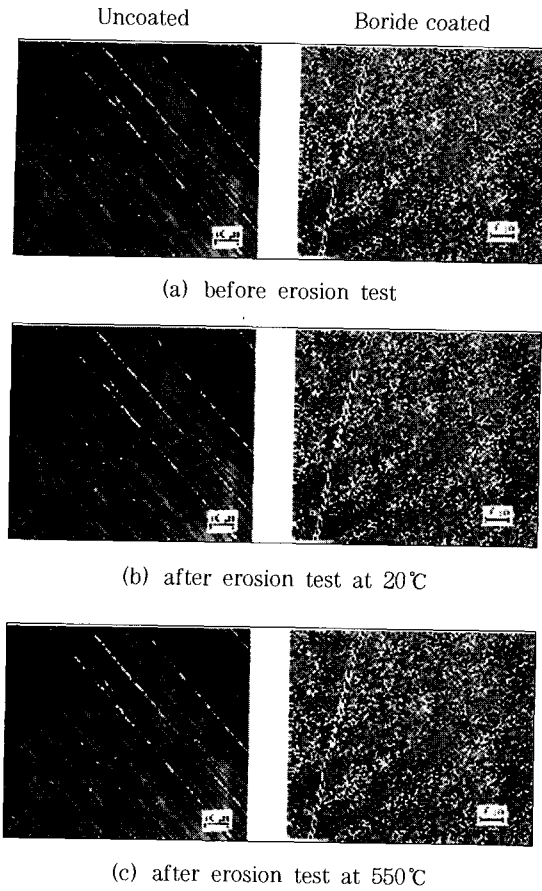 Uncoated Boride coated
(a) before erosion test
(b) after erosion test at 20℃
(c) after erosion test at 550℃